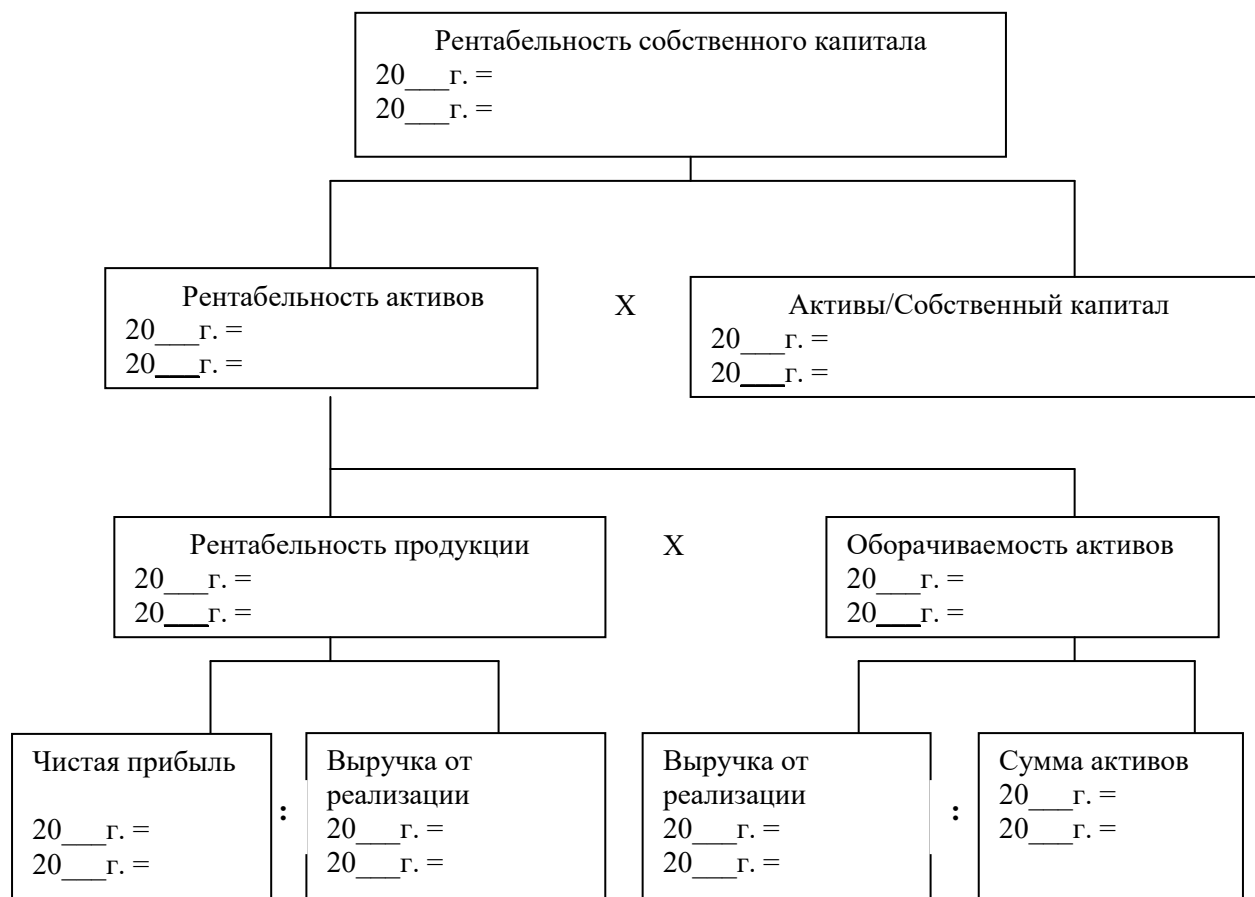 Рентабельность собственного капитала
20___г. =
20___г. =
Рентабельность активов
20___г. =
20___г. =
X
Активы/Собственный капитал
20___г. =
20___г. =
Рентабельность продукции
20___г. =
20___г. =
X
Оборачиваемость активов
20___г. =
20___г. =
Чистая прибыль
20___г. =
20___г. =
:
Выручка от
реализации
20___г. =
20___г. =
Выручка от
реализации
20___г. =
20___г. =
:
Сумма активов
20___г. =
20___г. =